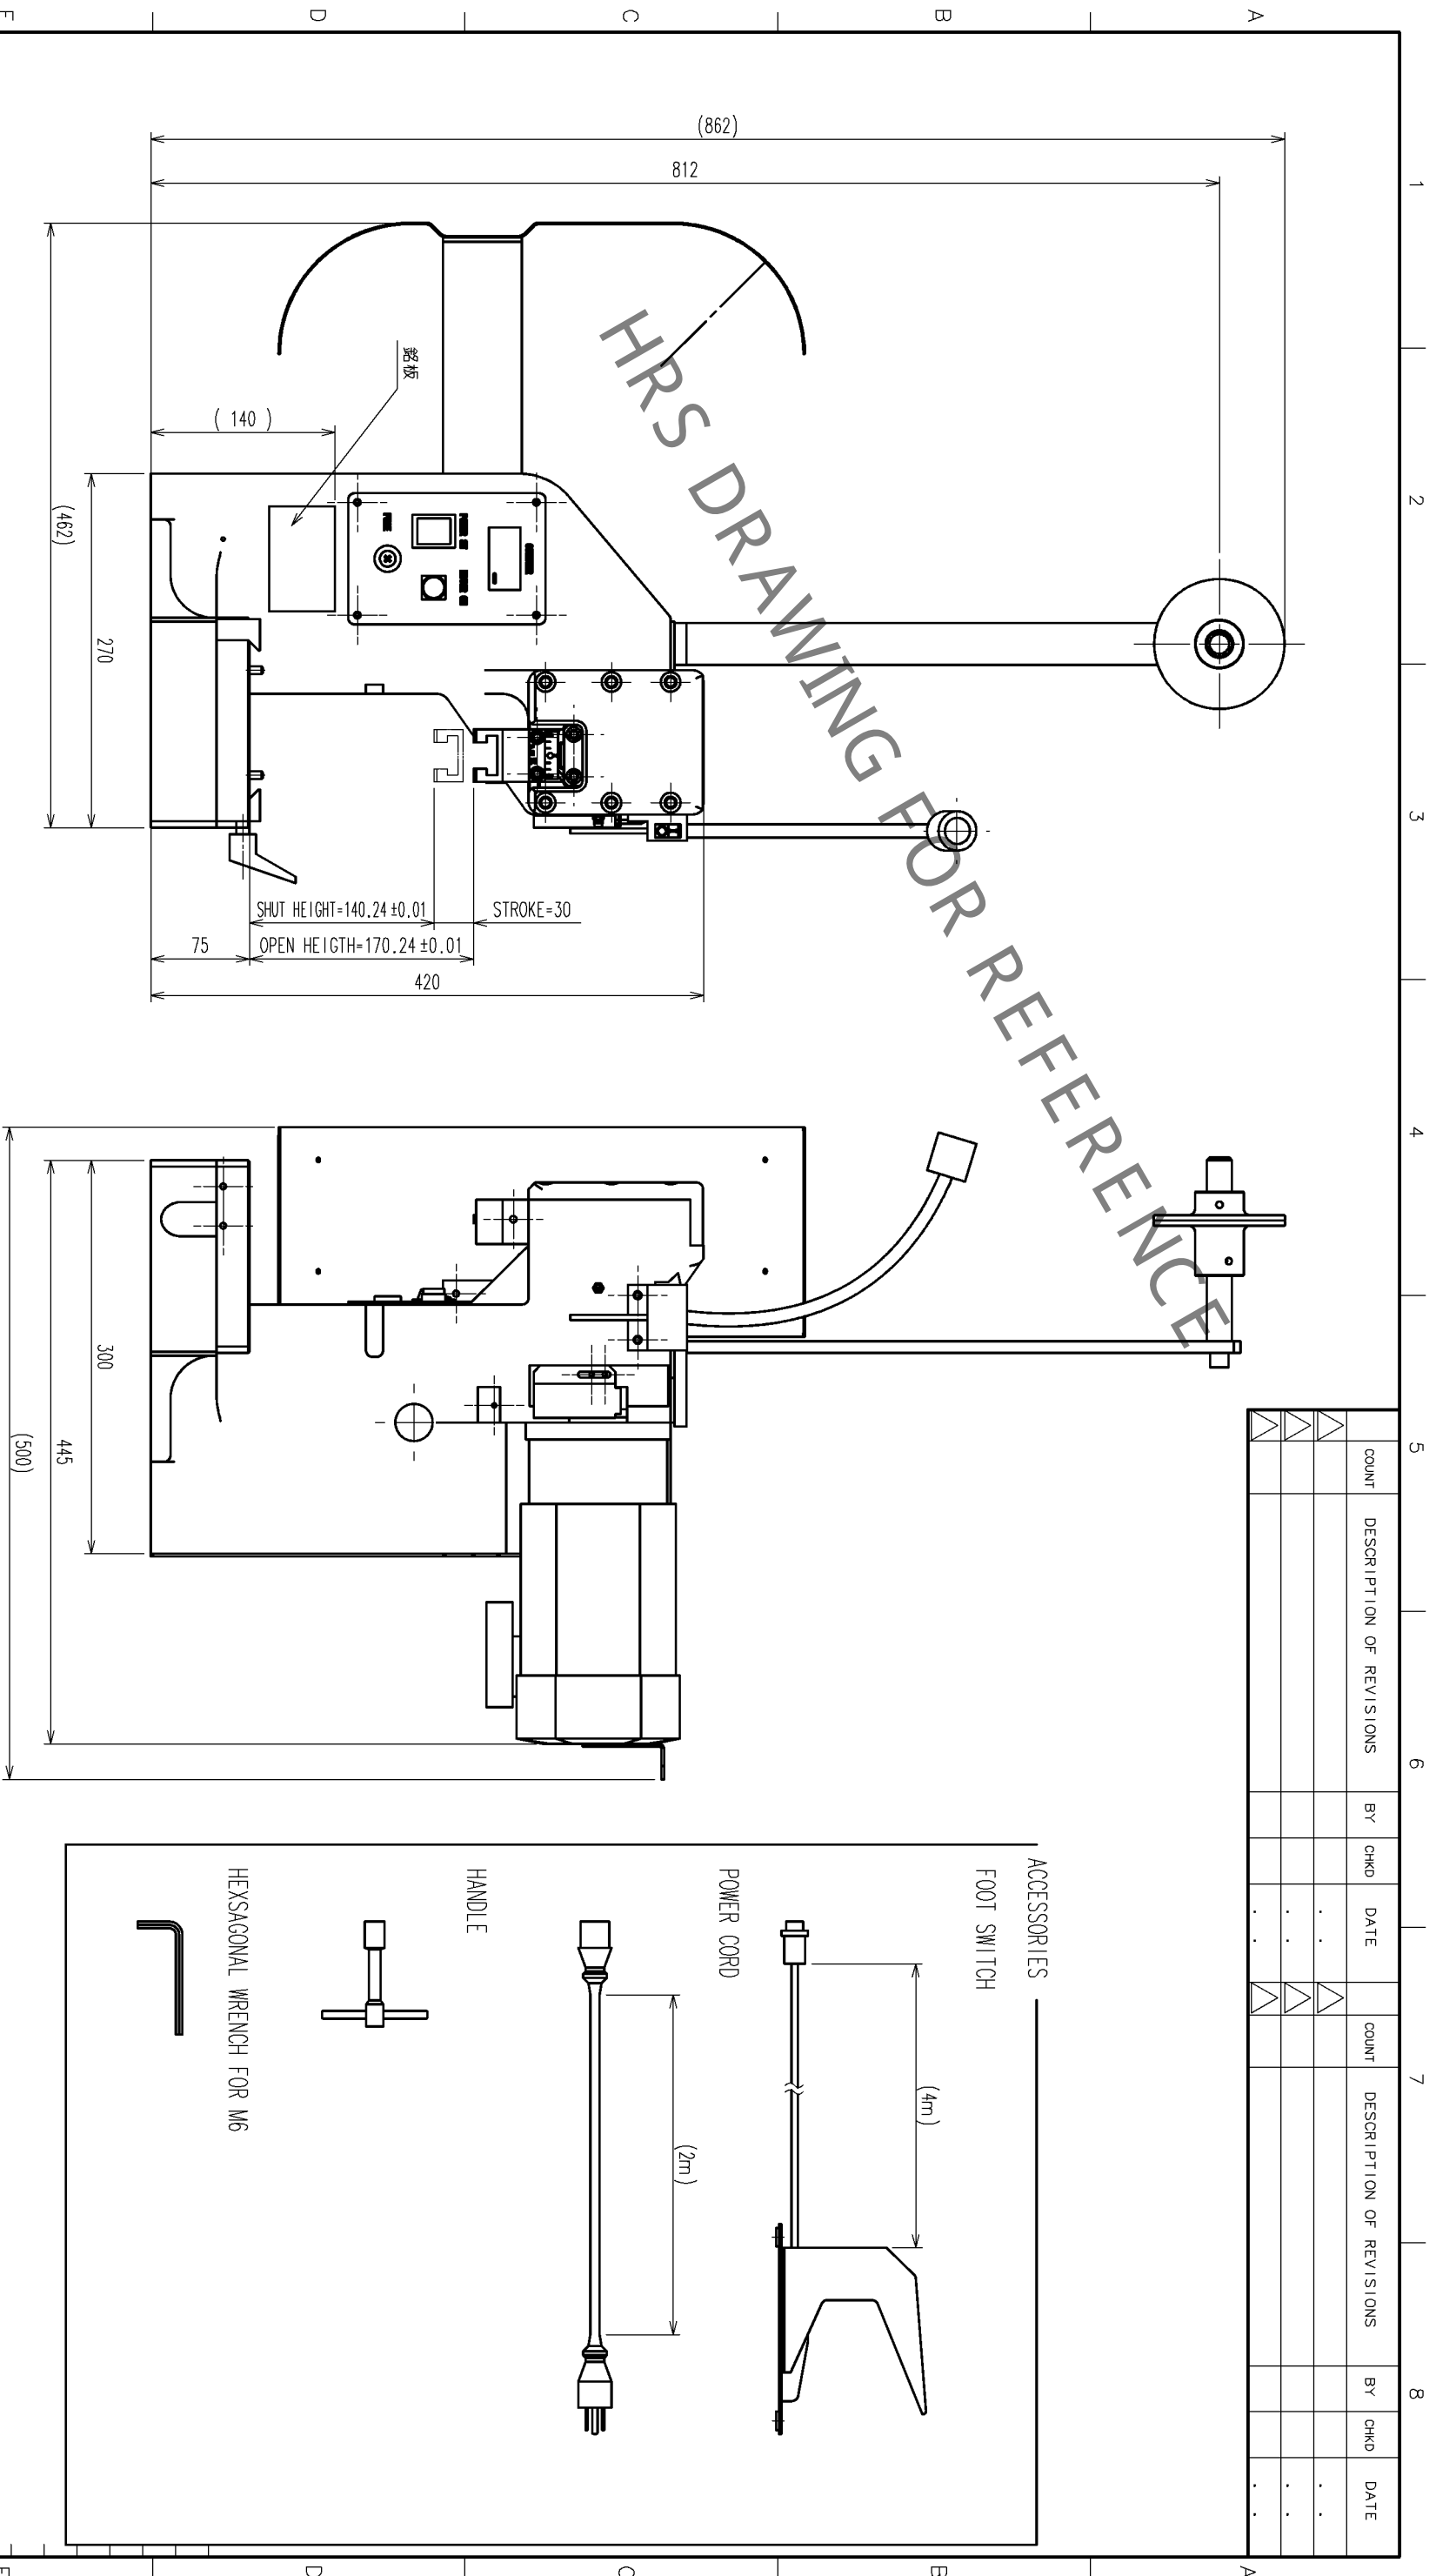 1
2
3
4
5
6
7
8
A
B
C
D
F
A
B
C
D
COUNT DESCRIPTION OF REVISIONS BY CHKD DATE COUNT DESCRIPTION OF REVISIONS BY CHKD DATE
. .
. .
. .
. .
. .
. .
HRS DRAWING FOR REFERENCE
(862)
812
(140)
銘板
COUNTER
FUSE
(462)
270
SHUT HEIGHT=140.24±0.01
STROKE=30
OPEN HEIGTH=170.24±0.01
75
420
300
445
(500)
ACCESSORIES
FOOT SWITCH
(4m)
POWER CORD
(2m)
HANDLE
HEXSAGONAL WRENCH FOR M6